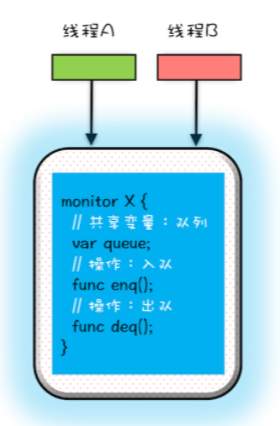 线程A 线程B
monitor X {
// 共享变量：队列
var queue;
// 操作：入队
func enq();
// 操作：出队
func deq();
}